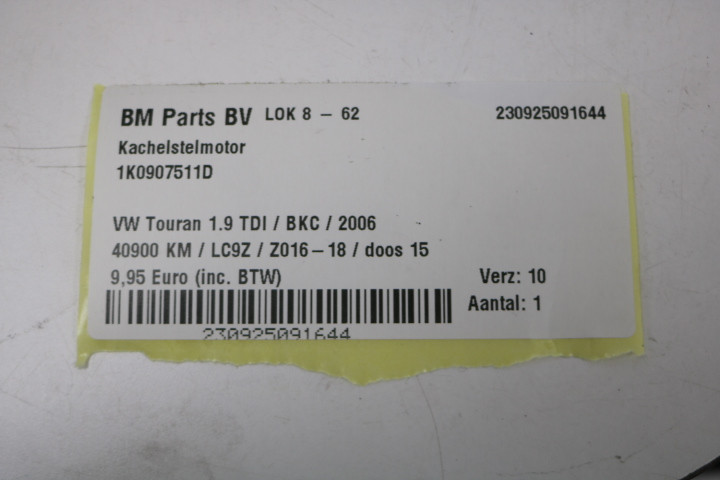 BM Parts BV LOK 8 - 62 230925091644
Kachelstelmotor
1K0907511D
VW Touran 1.9 TDI / BKC / 2006
40900 KM / LC9Z / Z016-18 / doos 15
9,95 Euro (inc. BTW) Verz: 10
Aantal: 1
230925091644